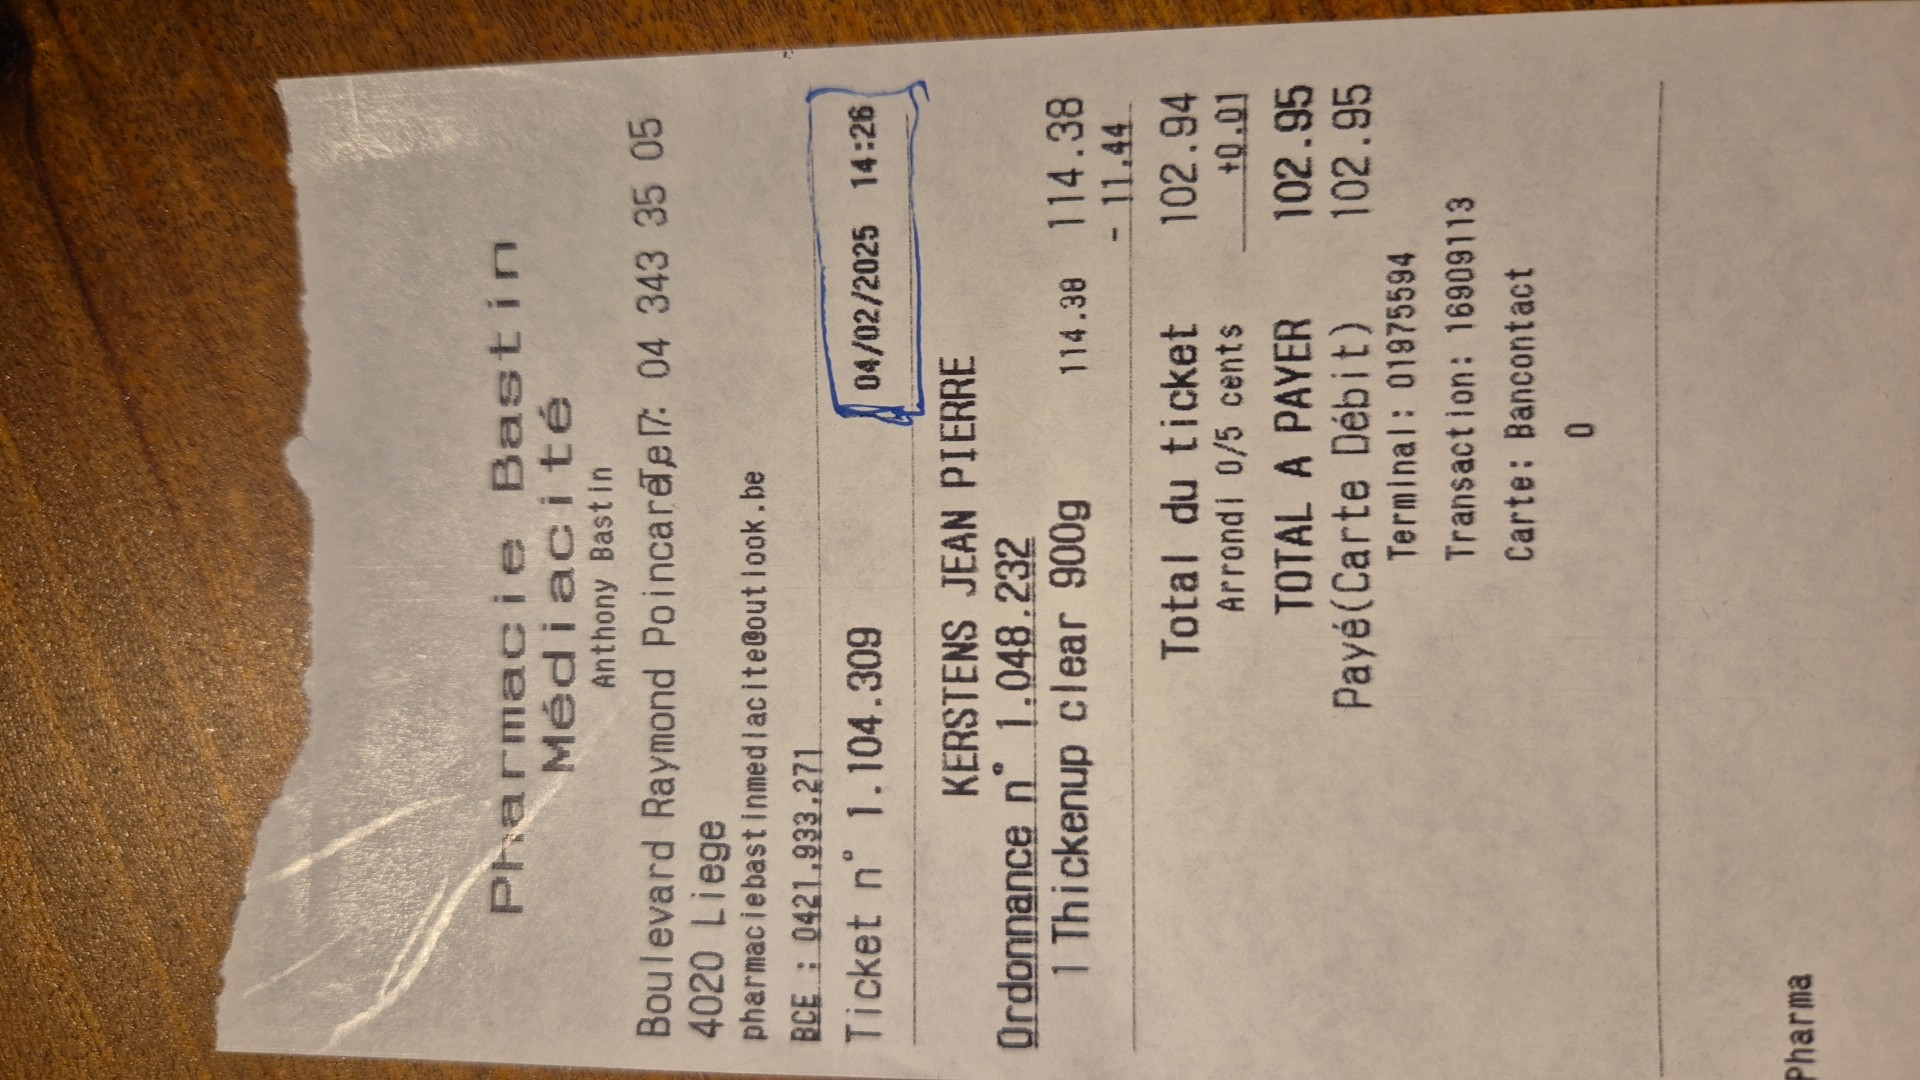 Pharmacie Bastin
Médiacité
Anthony Bastin
Boulevard Raymond Poincaré, 17: 04 343 35 05
4020 Liege
pharmaciebastinmediacite@outlook.be
BCE : 0421.933.271
Ticket n° 1.104.309 04/02/2025 14:26
KERSTENS JEAN PIERRE
Ordonnance n° 1.048.232
1 Thickenup clear 900g 114.38 114.38
- 11.44
Total du ticket 102.94
Arrondi 0/5 cents +0.01
TOTAL A PAYER 102.95
Payé(Carte Débit) 102.95
Terminal: 01975594
Transaction: 16909113
Carte: Bancontact
0
Pharma